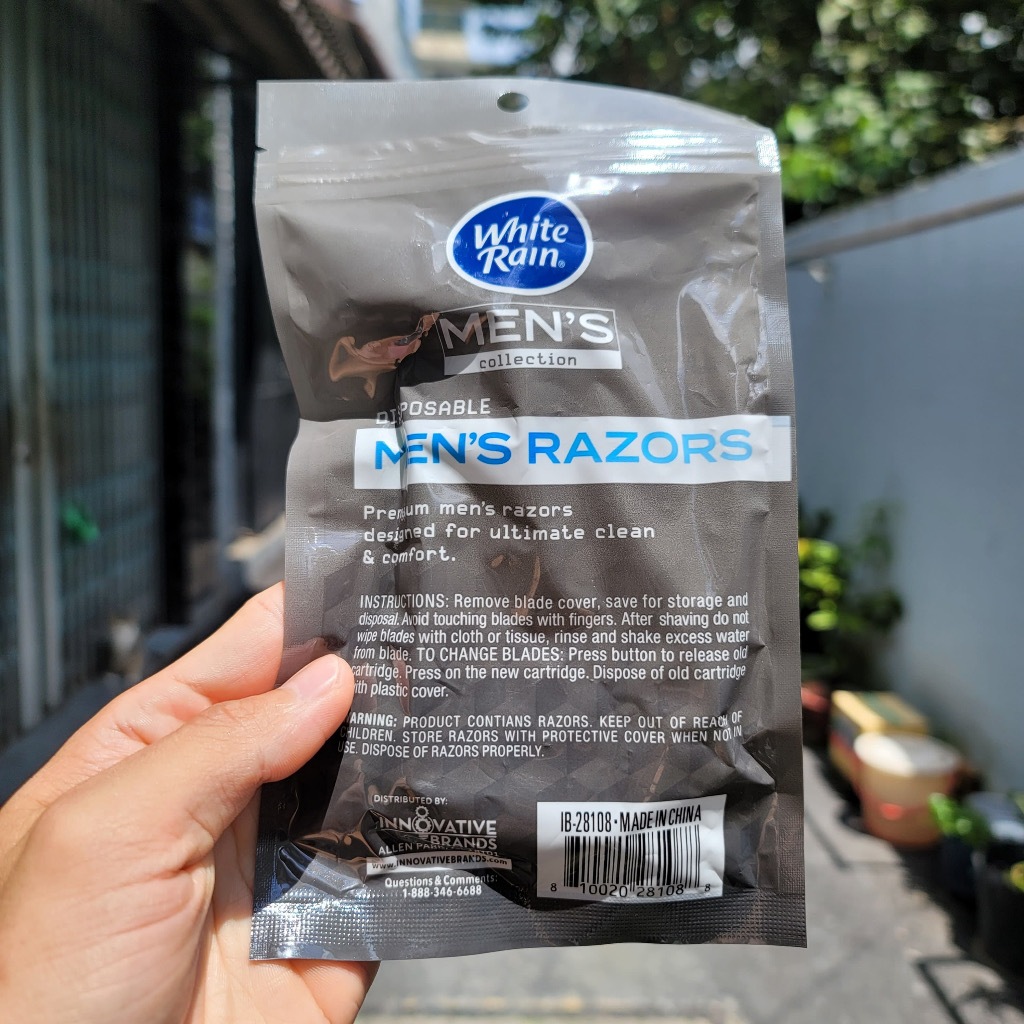 White
Rain®
MEN'S
collection
DISPOSABLE
MEN'S RAZORS
Premium men's razors
designed for ultimate clean
& comfort.
INSTRUCTIONS: Remove blade cover, save for storage and
disposal. Avoid touching blades with fingers. After shaving do not
wipe blades with cloth or tissue, rinse and shake excess water
from blade. TO CHANGE BLADES: Press button to release old
cartridge. Press on the new cartridge. Dispose of old cartridge
with plastic cover.
WARNING: PRODUCT CONTIANS RAZORS. KEEP OUT OF REACH OF
CHILDREN. STORE RAZORS WITH PROTECTIVE COVER WHEN NOT IN
USE. DISPOSE OF RAZORS PROPERLY.
DISTRIBUTED BY:
INNOVATIVE
BRANDS
ALLEN
www.INNOVATIVEBRANDS.com
Questions & Comments:
1-888-346-6688
IB-28108 • MADE IN CHINA
8 10020 28108 8